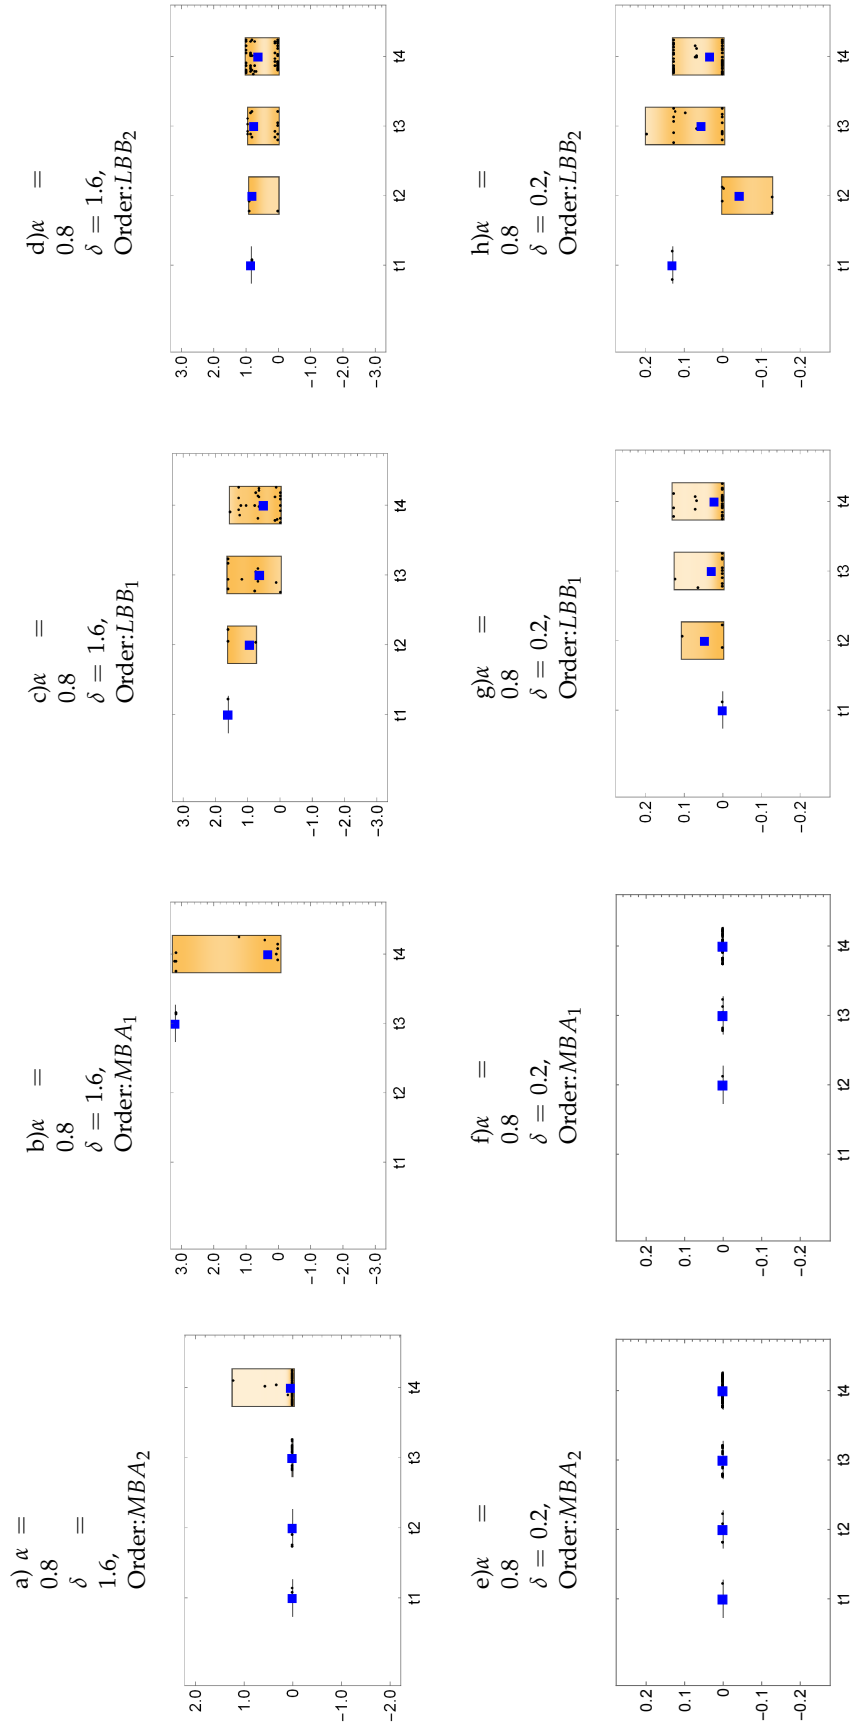 a) α =
0.8
δ =
1.6,
Order:MBA₂
2.0
1.0
0
−1.0
−2.0
t1 t2 t3 t4
b)α =
0.8
δ = 1.6,
Order:MBA₁
3.0
2.0
1.0
0
−1.0
−2.0
−3.0
t1 t2 t3 t4
c)α =
0.8
δ = 1.6,
Order:LBB₁
3.0
2.0
1.0
0
−1.0
−2.0
−3.0
t1 t2 t3 t4
d)α =
0.8
δ = 1.6,
Order:LBB₂
3.0
2.0
1.0
0
−1.0
−2.0
−3.0
t1 t2 t3 t4
e)α =
0.8
δ = 0.2,
Order:MBA₂
0.2
0.1
0
−0.1
−0.2
t1 t2 t3 t4
f)α =
0.8
δ = 0.2,
Order:MBA₁
0.2
0.1
0
−0.1
−0.2
t1 t2 t3 t4
g)α =
0.8
δ = 0.2,
Order:LBB₁
0.2
0.1
0
−0.1
−0.2
t1 t2 t3 t4
h)α =
0.8
δ = 0.2,
Order:LBB₂
0.2
0.1
0
−0.1
−0.2
t1 t2 t3 t4